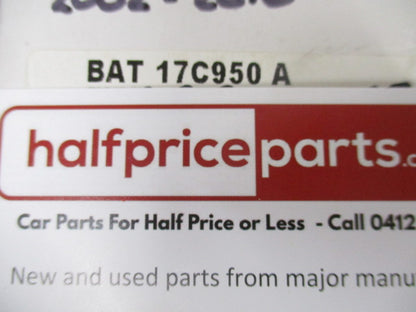 BAT 17C950 A
halfpriceparts.c
Car Parts For Half Price or Less - Call 0412
New and used parts from major manu